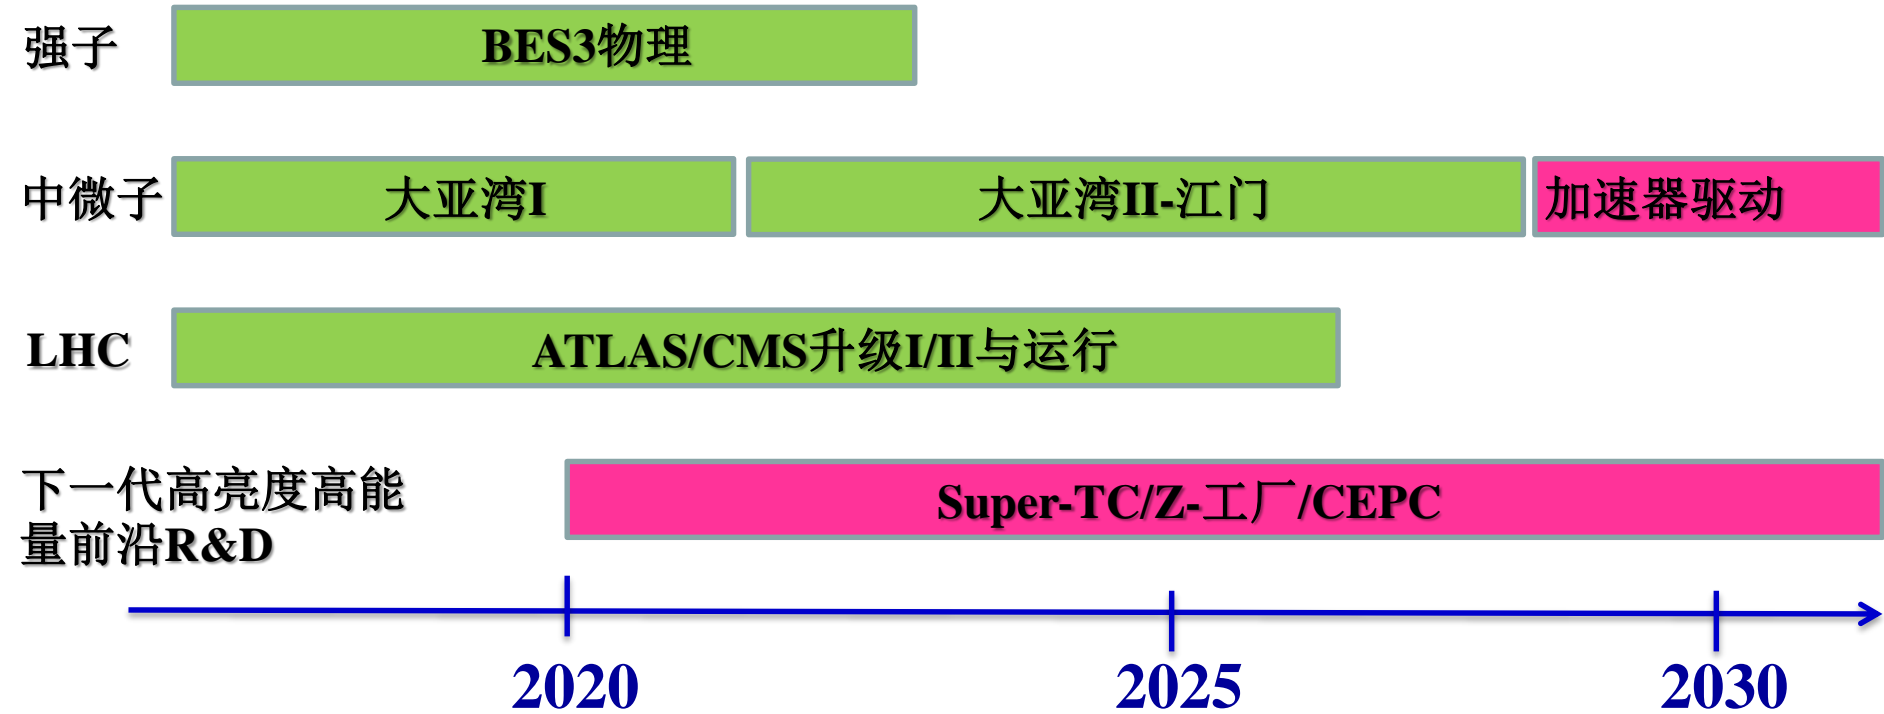 强子
BES3物理
中微子
大亚湾I
大亚湾II-江门
加速器驱动
LHC
ATLAS/CMS升级I/II与运行
下一代高亮度高能
量前沿R&D
Super-TC/Z-工厂/CEPC
2020
2025
2030